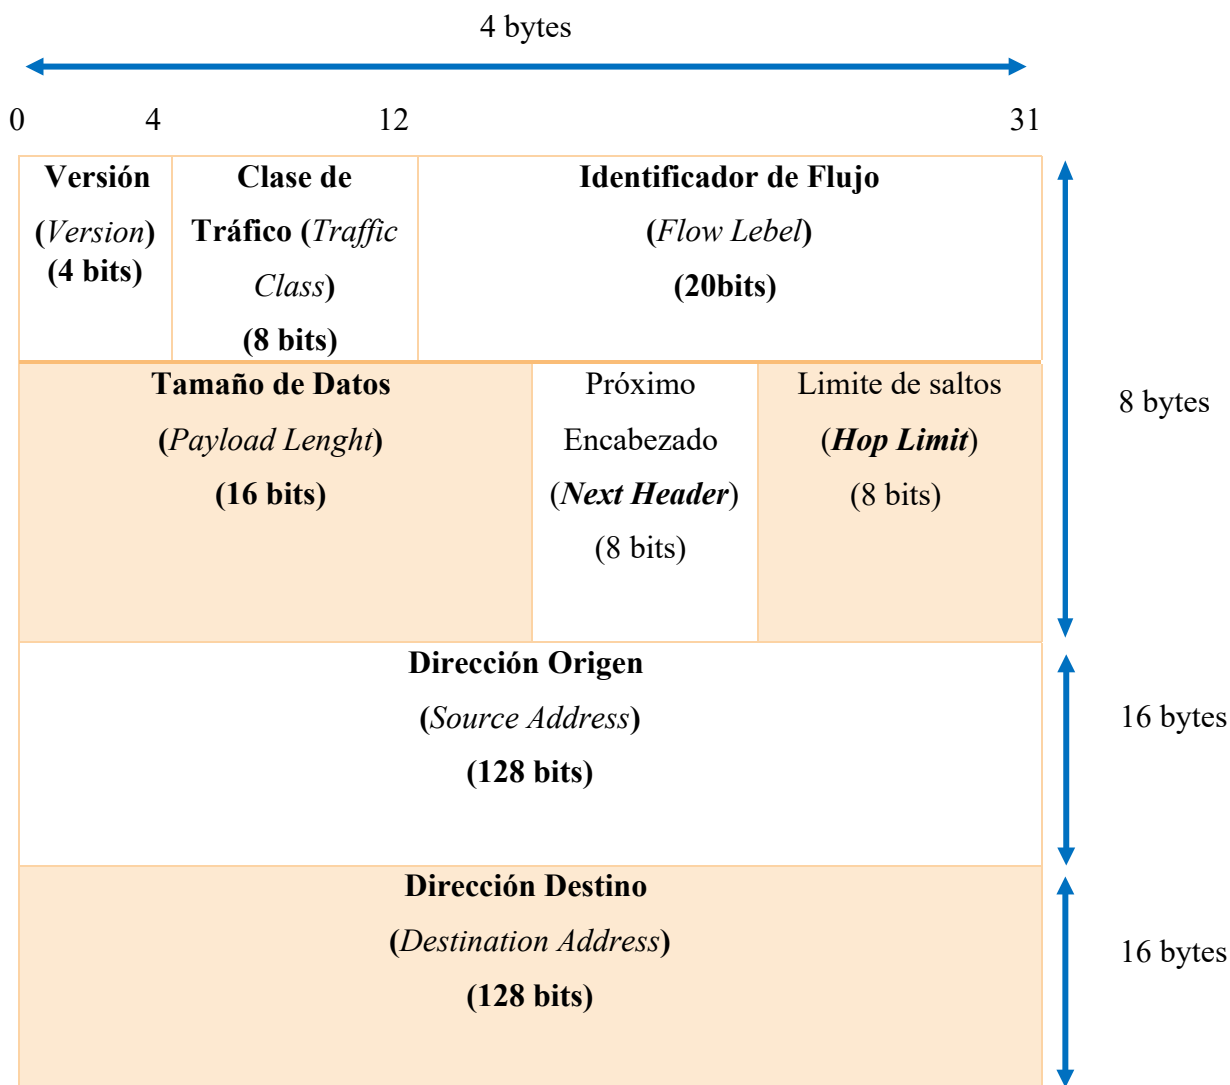 4 bytes
0 4 12 31
Versión
(Version)
(4 bits)
Clase de
Tráfico (Traffic
Class)
(8 bits)
Identificador de Flujo
(Flow Lebel)
(20bits)
Tamaño de Datos
(Payload Lenght)
(16 bits)
Próximo
Encabezado
(Next Header)
(8 bits)
Limite de saltos
(Hop Limit)
(8 bits)
8 bytes
Dirección Origen
(Source Address)
(128 bits)
16 bytes
Dirección Destino
(Destination Address)
(128 bits)
16 bytes